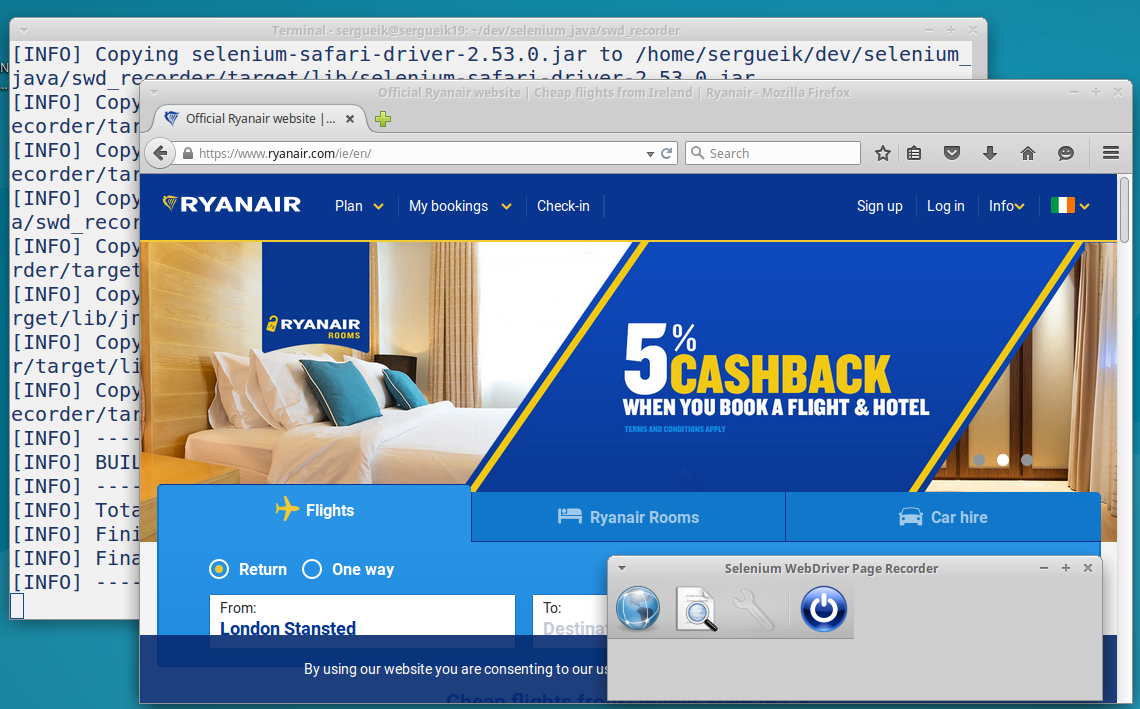 Terminal - sergueik@sergueik19: ~/dev/selenium_java/swd_recorder
[INFO] Copying selenium-safari-driver-2.53.0.jar to /home/sergueik/dev/selenium_
java/swd_recorder/target/lib/selenium-safari-driver-2.53.0.jar
[INFO] Copy
ecorder/tar
[INFO] Copy
ecorder/tar
[INFO] Copy
a/swd_recor
[INFO] Copy
rder/target
[INFO] Copy
rget/lib/jn
[INFO] Copy
r/target/li
[INFO] Copy
ecorder/tar
[INFO] ----
[INFO] BUIL
[INFO] ----
[INFO] Tota
[INFO] Fini
[INFO] Fina
[INFO] ----
Official Ryanair website | Cheap flights from Ireland | Ryanair - Mozilla Firefox
Official Ryanair website |...
https://www.ryanair.com/ie/en/
Search
RYANAIR
Plan
My bookings
Check-in
Sign up
Log in
Info
RYANAIR
ROOMS
5%
CASHBACK
WHEN YOU BOOK A FLIGHT & HOTEL
TERMS AND CONDITIONS APPLY
Flights
Ryanair Rooms
Car hire
Return
One way
From:
London Stansted
To:
Destina
By using our website you are consenting to our us
Cheap flights fro
Selenium WebDriver Page Recorder